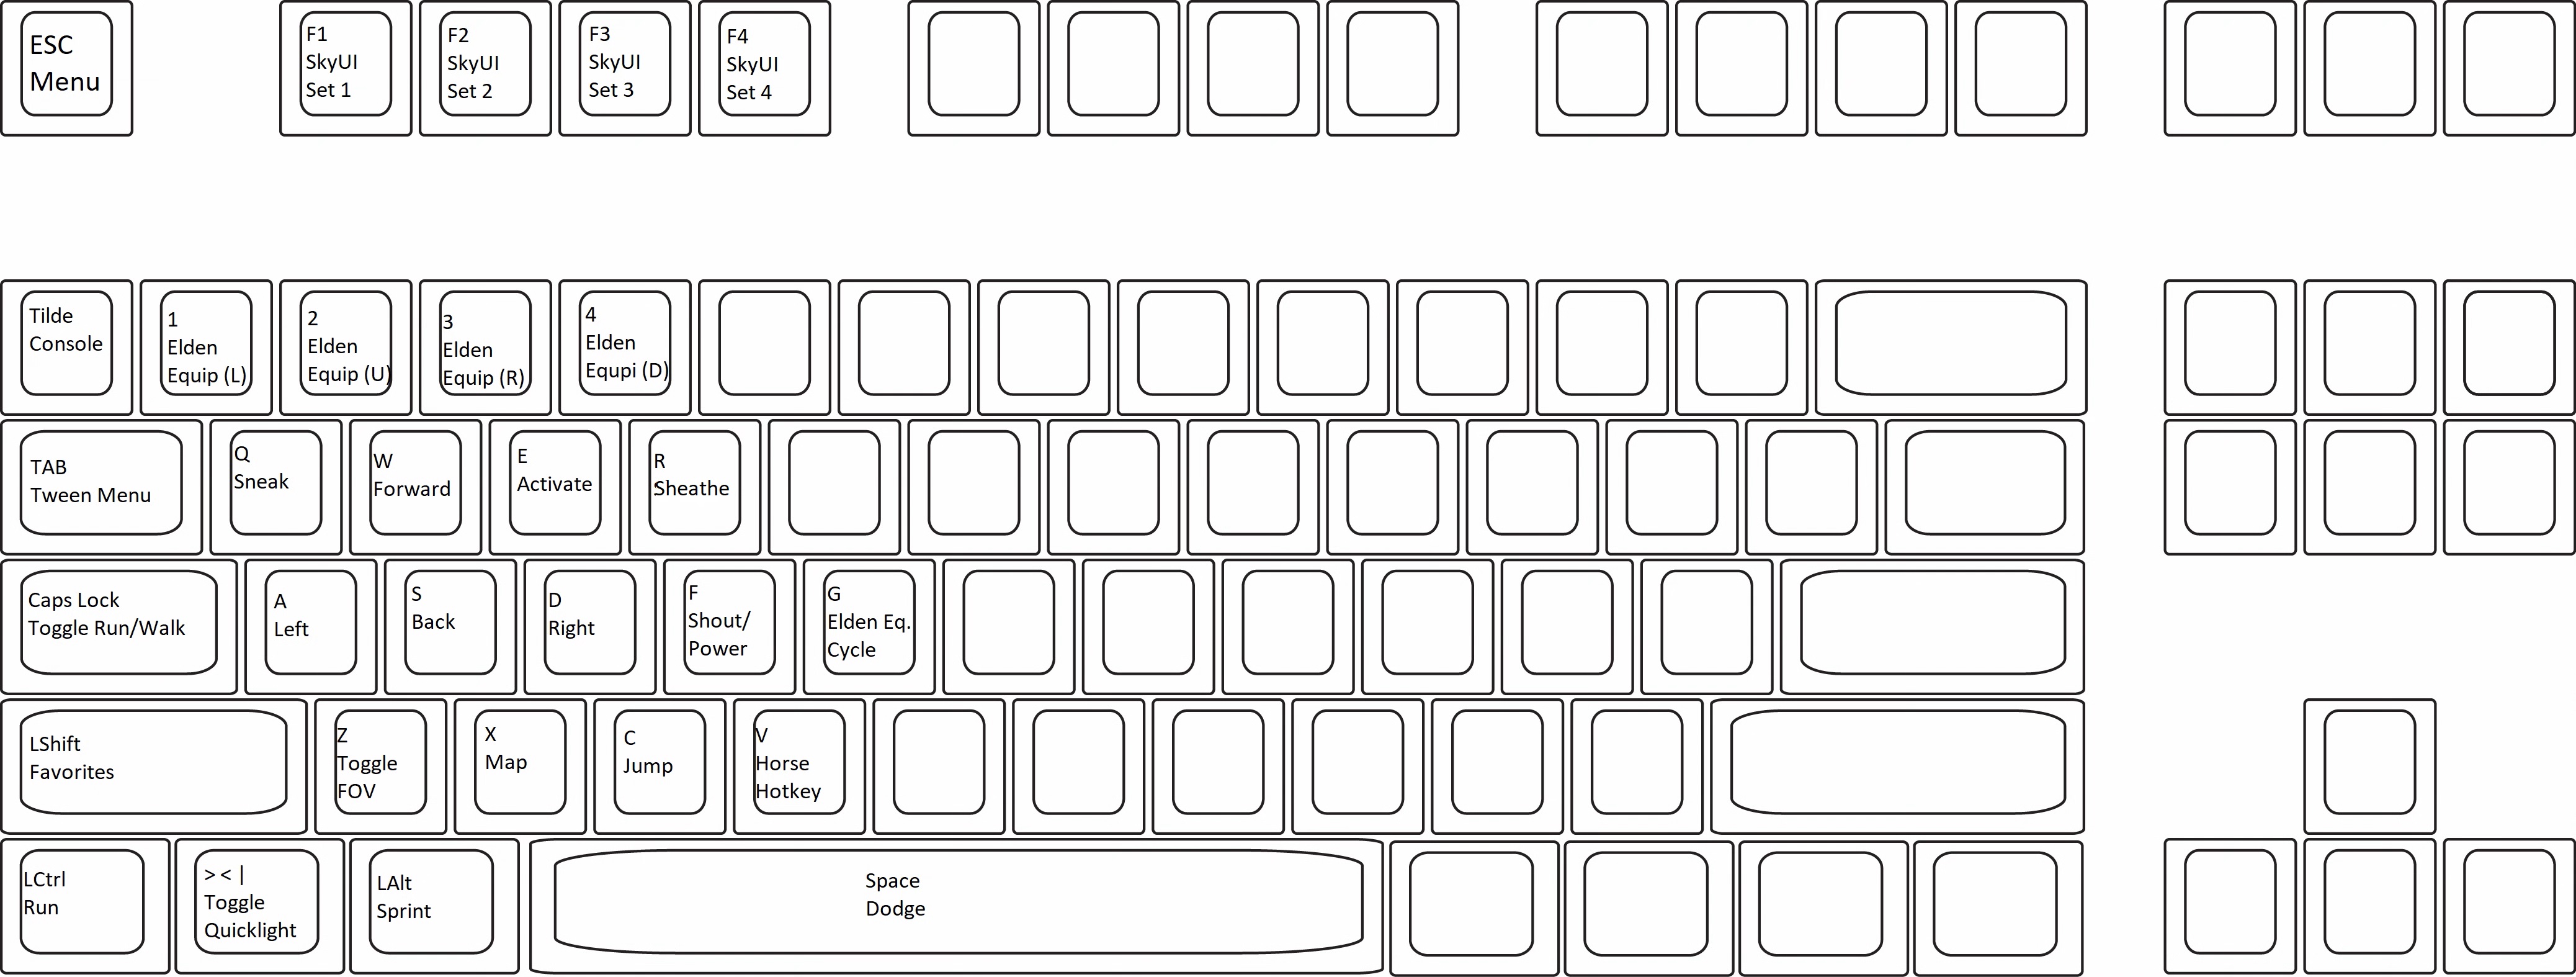 ESC
Menu
F1
SkyUI
Set 1
F2
SkyUI
Set 2
F3
SkyUI
Set 3
F4
SkyUI
Set 4
Tilde
Console
1
Elden
Equip (L)
2
Elden
Equip (U)
3
Elden
Equip (R)
4
Elden
Equpi (D)
TAB
Tween Menu
Q
Sneak
W
Forward
E
Activate
R
Sheathe
Caps Lock
Toggle Run/Walk
A
Left
S
Back
D
Right
F
Shout/
Power
G
Elden Eq.
Cycle
LShift
Favorites
Z
Toggle
FOV
X
Map
C
Jump
V
Horse
Hotkey
LCtrl
Run
> < |
Toggle
Quicklight
LAlt
Sprint
Space
Dodge